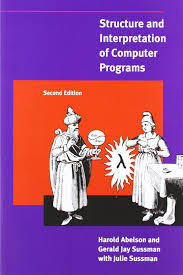 Structure and
Interpretation
of Computer
Programs
Second Edition
λ
Harold Abelson and
Gerald Jay Sussman
with Julie Sussman